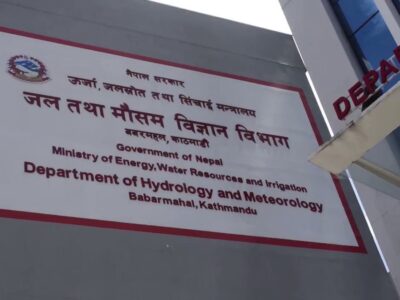 नेपाल सरकार
ऊर्जा, जलस्रोत तथा सिंचाई मन्त्रालय
जल तथा मौसम विज्ञान विभाग
बबरमहल, काठमाडौं
Government of Nepal
Ministry of Energy, Water Resources and Irrigation
Department of Hydrology and Meteorology
Babarmahal, Kathmandu
DEPA